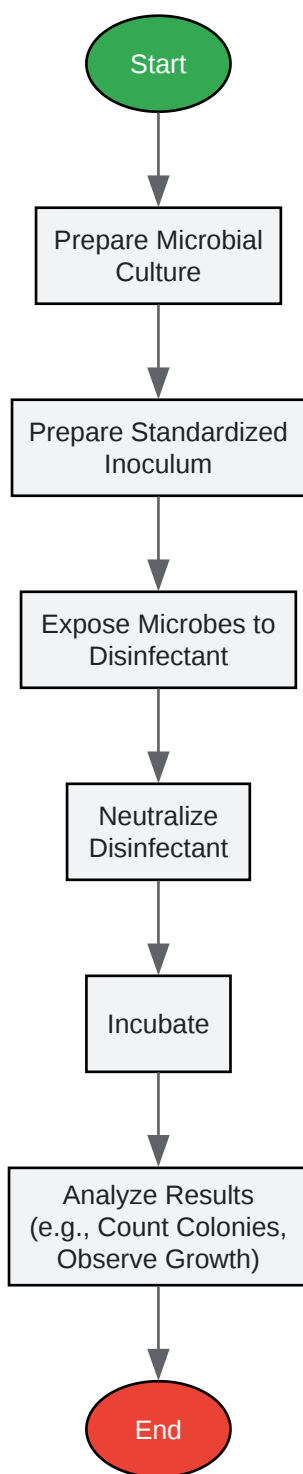 Start
Prepare Microbial
Culture
Prepare Standardized
Inoculum
Expose Microbes to
Disinfectant
Neutralize
Disinfectant
Incubate
Analyze Results
(e.g., Count Colonies,
Observe Growth)
End